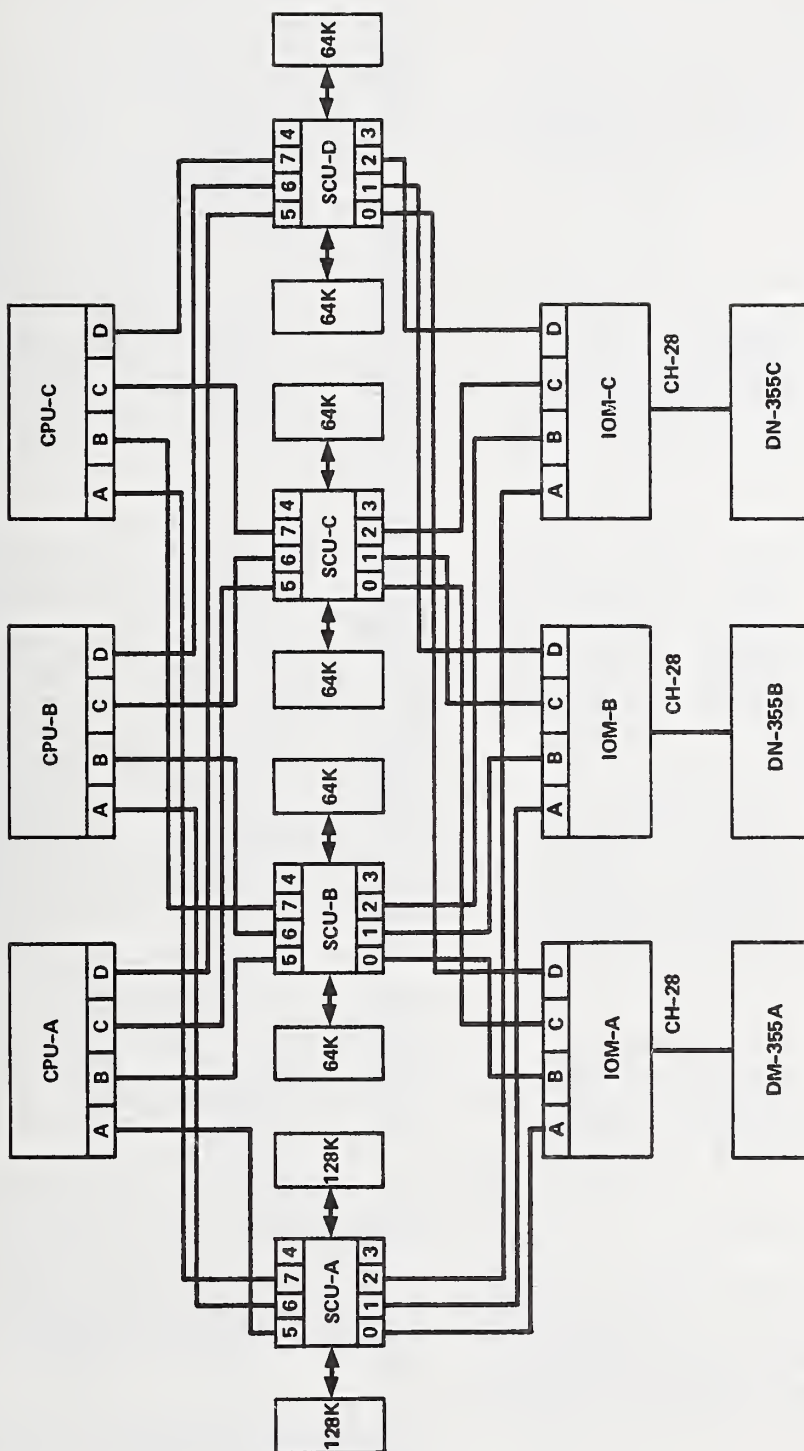 CPU-A
CPU-B
CPU-C
A B C D
A B C D
A B C D
5 6 7 4
5 6 7 4
5 6 7 4
5 6 7 4
128K
SCU-A
128K
64K
SCU-B
64K
64K
SCU-C
64K
64K
SCU-D
64K
0 1 2 3
0 1 2 3
0 1 2 3
0 1 2 3
A B C D
A B C D
A B C D
IOM-A
IOM-B
IOM-C
CH-28
CH-28
CH-28
DM-355A
DN-355B
DN-355C